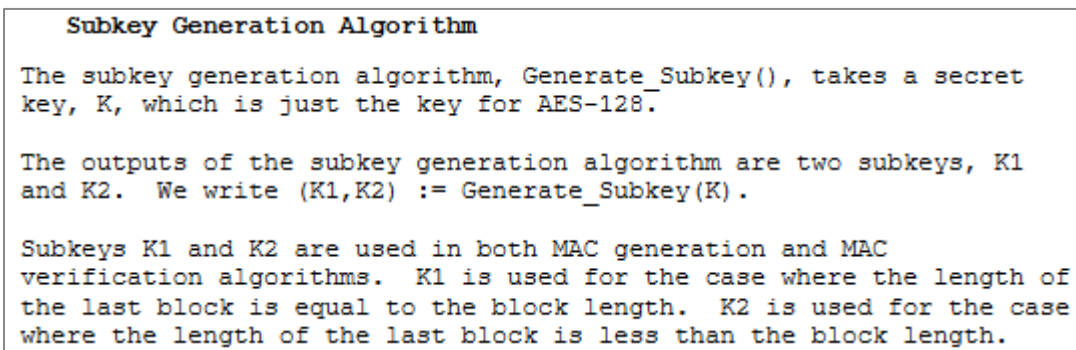 Subkey Generation Algorithm
The subkey generation algorithm, Generate_Subkey(), takes a secret
key, K, which is just the key for AES-128.
The outputs of the subkey generation algorithm are two subkeys, K1
and K2.  We write (K1,K2) := Generate_Subkey(K).
Subkeys K1 and K2 are used in both MAC generation and MAC
verification algorithms.  K1 is used for the case where the length of
the last block is equal to the block length.  K2 is used for the case
where the length of the last block is less than the block length.